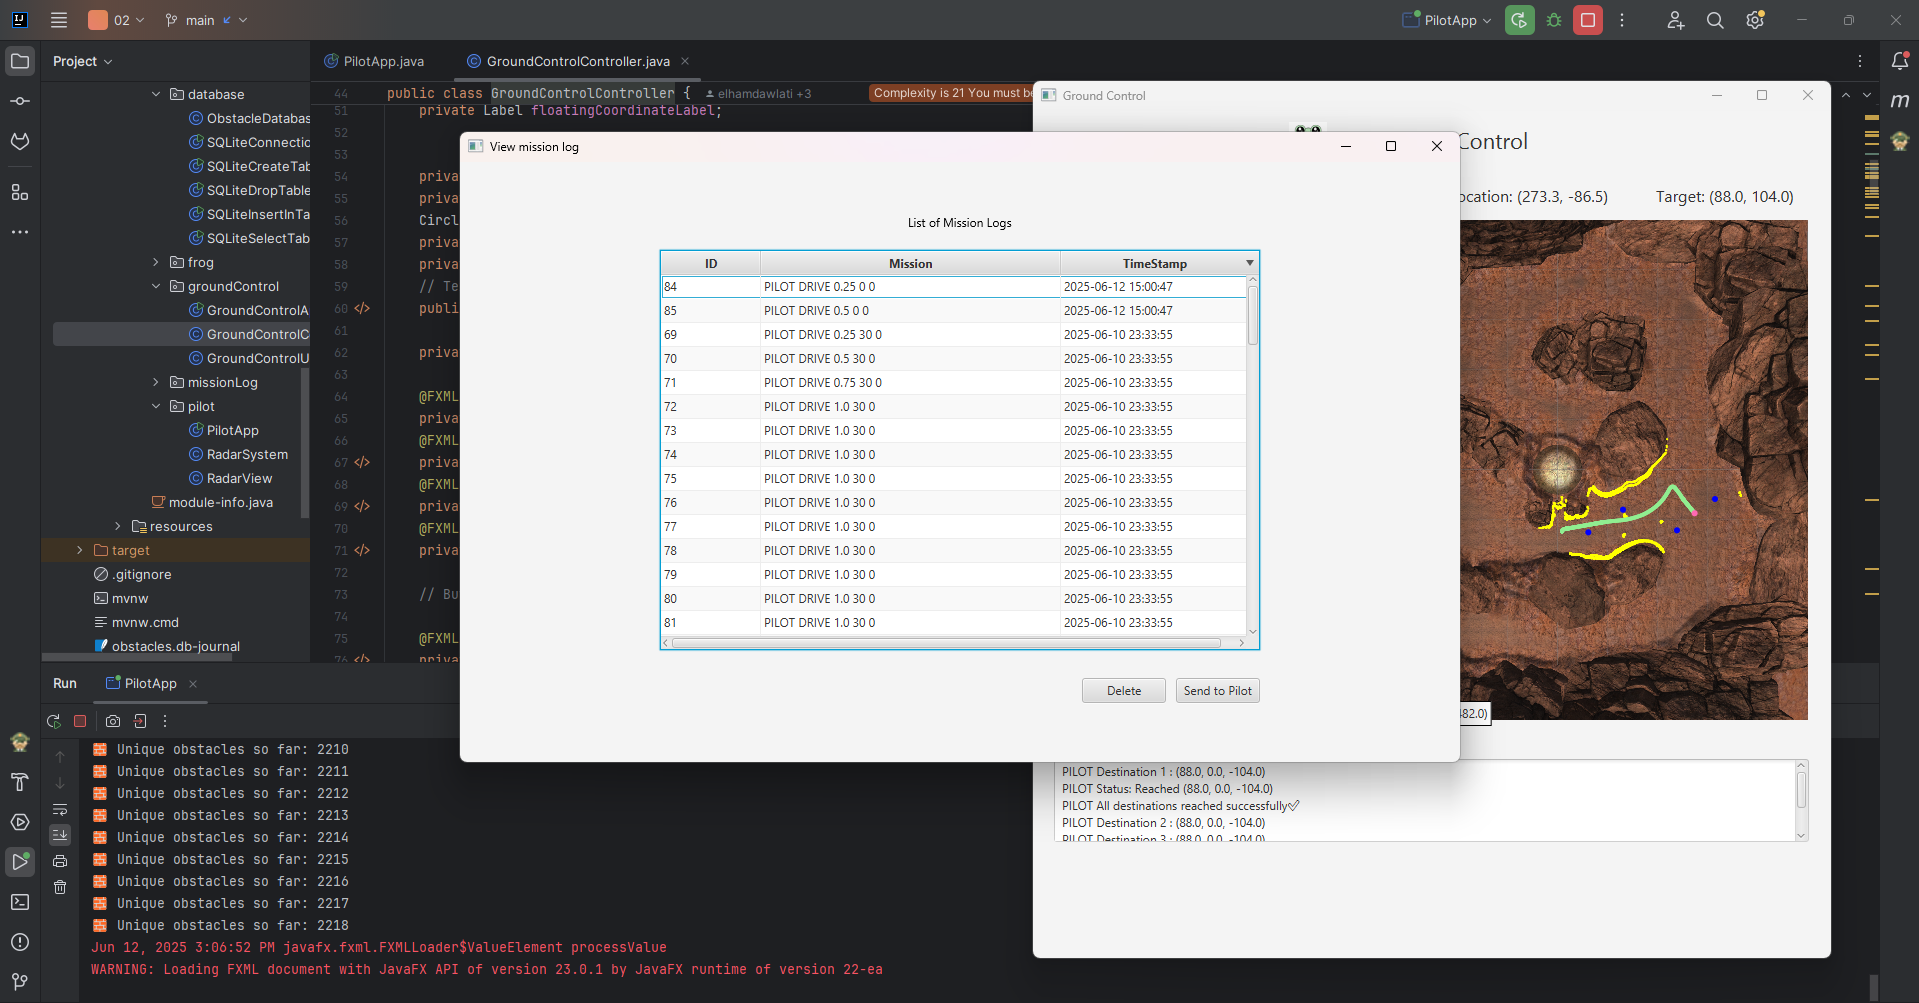 02
main
PilotApp
Project
PilotApp.java
GroundControlController.java
database
ObstacleDatabas
SQLiteConnectic
SQLiteCreateTab
SQLiteDropTable
SQLiteInsertInTa
SQLiteSelectTab
frog
groundControl
GroundControlA
GroundControlC
GroundControlU
missionLog
pilot
PilotApp
RadarSystem
RadarView
module-info.java
resources
target
.gitignore
mvnw
mvnw.cmd
obstacles.db-journal
44 public class GroundControlController { elhamdawlati +3 Complexity is 21 You must be
51 private Label floatingCoordinateLabel;
52
53
54 priva
55 priva
56 Circl
57 priva
58 priva
59 // Te
60 </> publi
61
62 priva
63
64 @FXML
65 priva
66 @FXML
67 </> priva
68 @FXML
69 </> priva
70 @FXML
71 </> priva
72
73 // Bu
74
75 @FXML
76 </> priva
View mission log
List of Mission Logs
ID Mission TimeStamp
84 PILOT DRIVE 0.25 0 0 2025-06-12 15:00:47
85 PILOT DRIVE 0.5 0 0 2025-06-12 15:00:47
69 PILOT DRIVE 0.25 30 0 2025-06-10 23:33:55
70 PILOT DRIVE 0.5 30 0 2025-06-10 23:33:55
71 PILOT DRIVE 0.75 30 0 2025-06-10 23:33:55
72 PILOT DRIVE 1.0 30 0 2025-06-10 23:33:55
73 PILOT DRIVE 1.0 30 0 2025-06-10 23:33:55
74 PILOT DRIVE 1.0 30 0 2025-06-10 23:33:55
75 PILOT DRIVE 1.0 30 0 2025-06-10 23:33:55
76 PILOT DRIVE 1.0 30 0 2025-06-10 23:33:55
77 PILOT DRIVE 1.0 30 0 2025-06-10 23:33:55
78 PILOT DRIVE 1.0 30 0 2025-06-10 23:33:55
79 PILOT DRIVE 1.0 30 0 2025-06-10 23:33:55
80 PILOT DRIVE 1.0 30 0 2025-06-10 23:33:55
81 PILOT DRIVE 1.0 30 0 2025-06-10 23:33:55
Delete Send to Pilot
Ground Control
Control
ocation: (273.3, -86.5) Target: (88.0, 104.0)
482.0)
PILOT Destination 1 : (88.0, 0.0, -104.0)
PILOT Status: Reached (88.0, 0.0, -104.0)
PILOT All destinations reached successfully✅
PILOT Destination 2 : (88.0, 0.0, -104.0)
PILOT Destination 3 : (88.0, 0.0, -104.0)
Run PilotApp
Unique obstacles so far: 2210
Unique obstacles so far: 2211
Unique obstacles so far: 2212
Unique obstacles so far: 2213
Unique obstacles so far: 2214
Unique obstacles so far: 2215
Unique obstacles so far: 2216
Unique obstacles so far: 2217
Unique obstacles so far: 2218
Jun 12, 2025 3:06:52 PM javafx.fxml.FXMLLoader$ValueElement processValue
WARNING: Loading FXML document with JavaFX API of version 23.0.1 by JavaFX runtime of version 22-ea